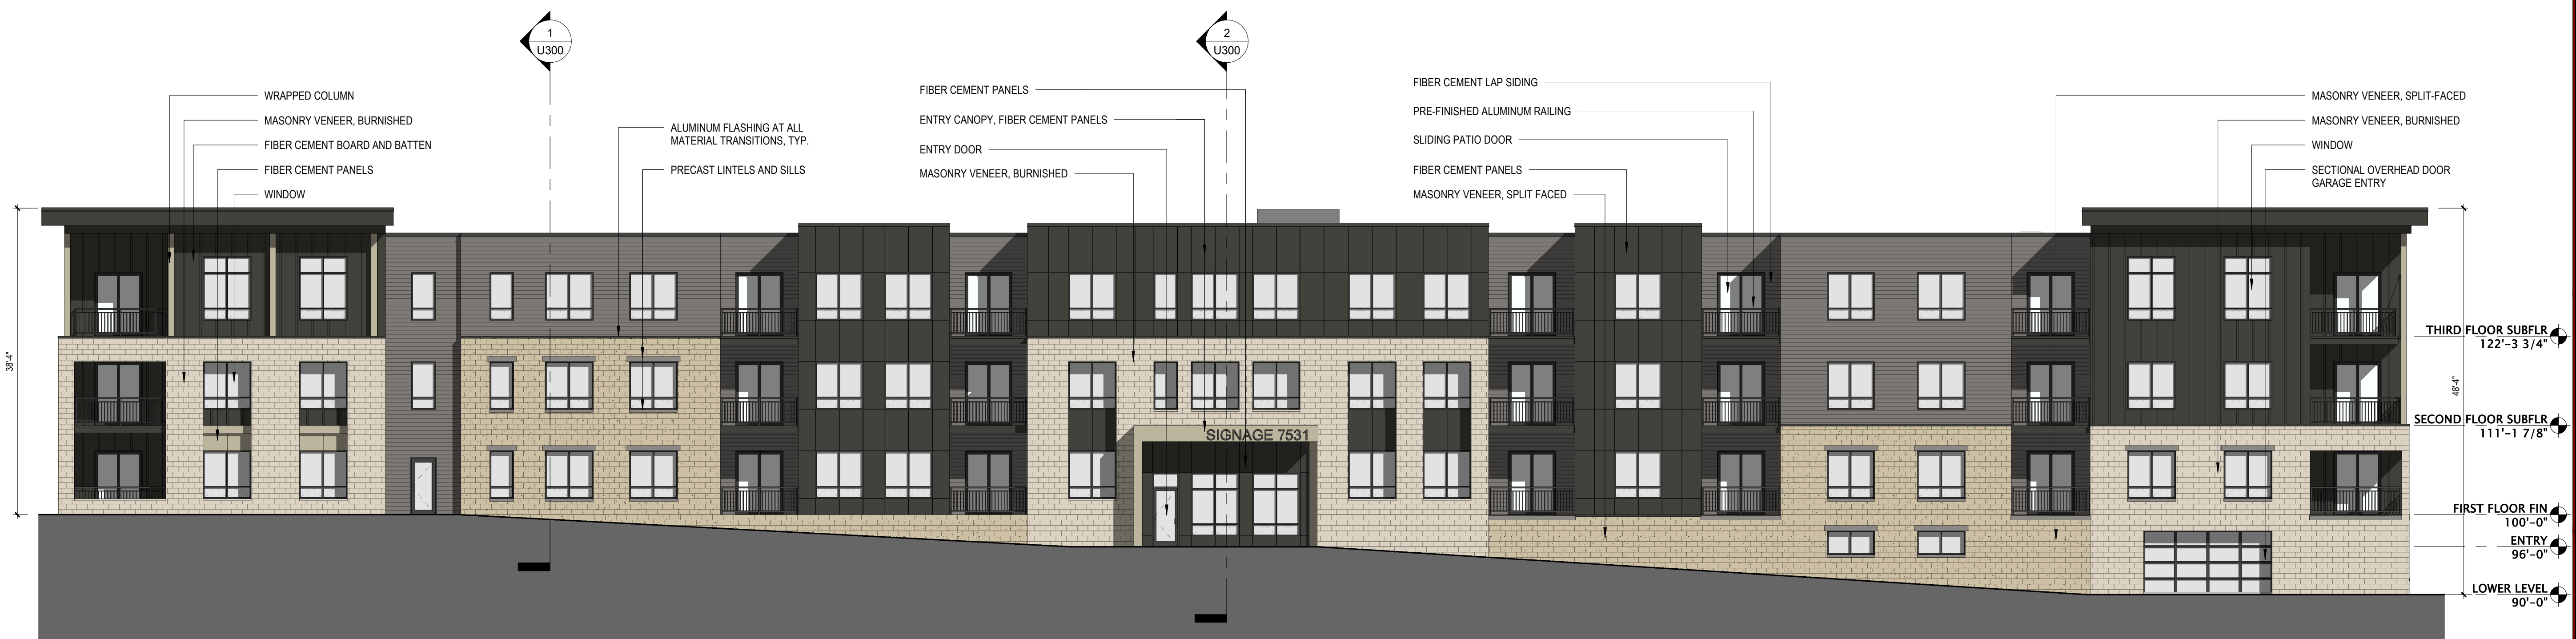 1
U300
2
U300
WRAPPED COLUMN
MASONRY VENEER, BURNISHED
FIBER CEMENT BOARD AND BATTEN
FIBER CEMENT PANELS
WINDOW
ALUMINUM FLASHING AT ALL
MATERIAL TRANSITIONS, TYP.
PRECAST LINTELS AND SILLS
FIBER CEMENT PANELS
ENTRY CANOPY, FIBER CEMENT PANELS
ENTRY DOOR
MASONRY VENEER, BURNISHED
FIBER CEMENT LAP SIDING
PRE-FINISHED ALUMINUM RAILING
SLIDING PATIO DOOR
FIBER CEMENT PANELS
MASONRY VENEER, SPLIT FACED
MASONRY VENEER, SPLIT-FACED
MASONRY VENEER, BURNISHED
WINDOW
SECTIONAL OVERHEAD DOOR
GARAGE ENTRY
38'-4"
SIGNAGE 7531
48'-4"
THIRD FLOOR SUBFLR
122'-3 3/4"
SECOND FLOOR SUBFLR
111'-1 7/8"
FIRST FLOOR FIN
100'-0"
ENTRY
96'-0"
LOWER LEVEL
90'-0"